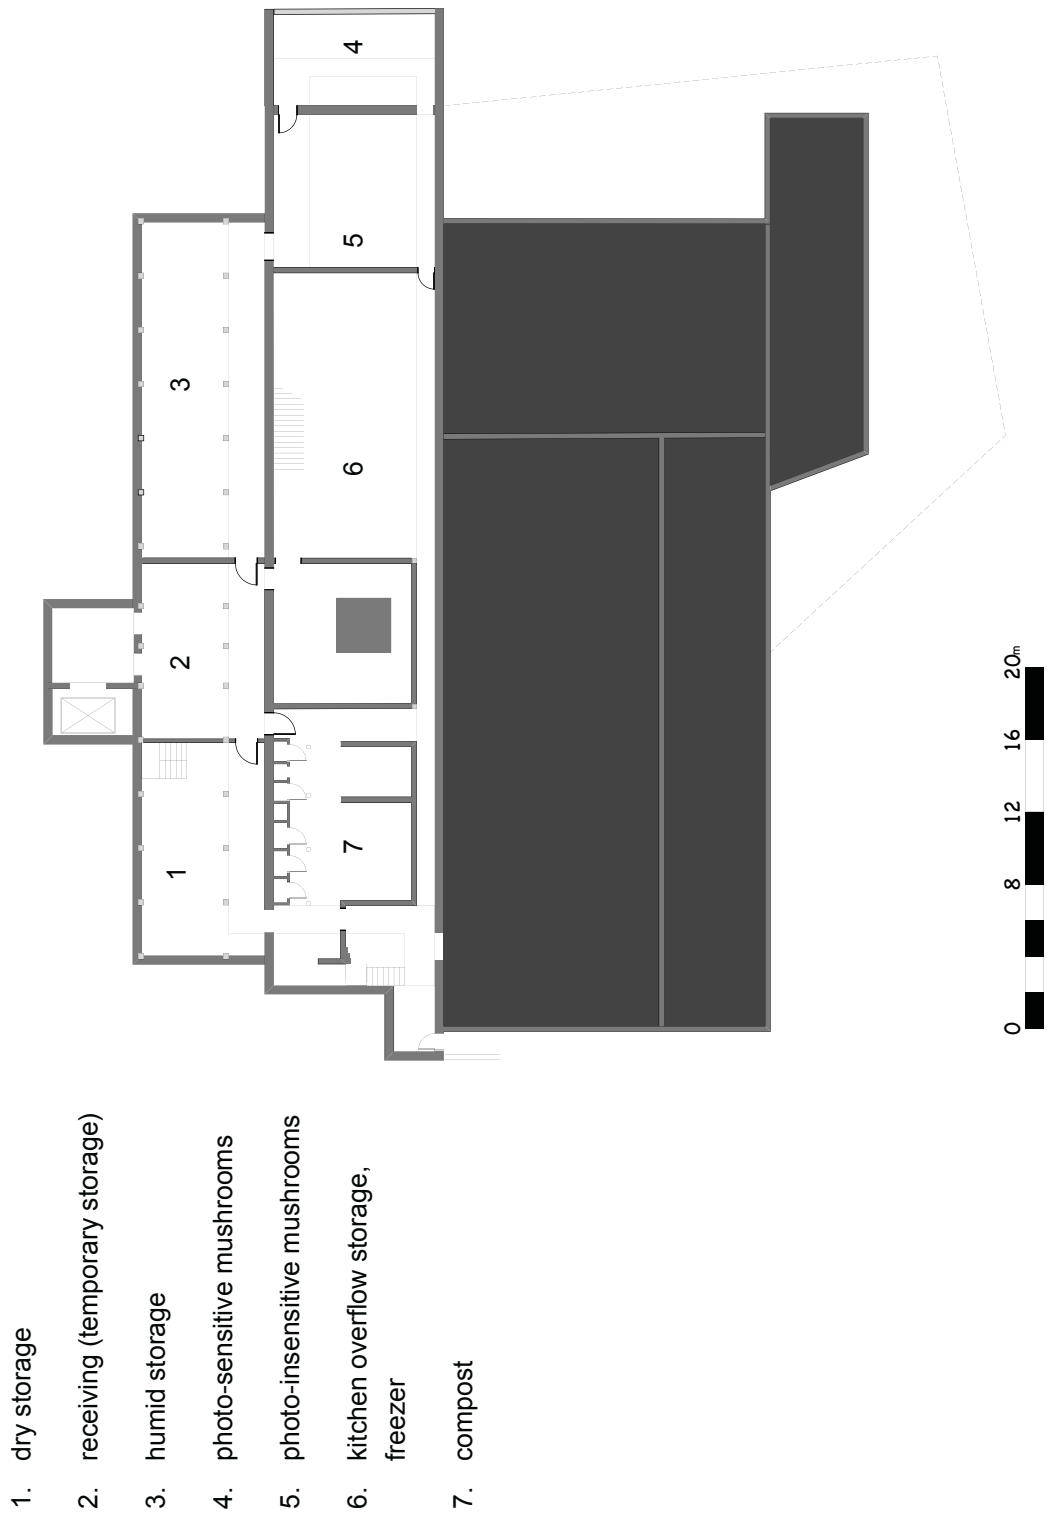 1. dry storage
2. receiving (temporary storage)
3. humid storage
4. photo-sensitive mushrooms
5. photo-insensitive mushrooms
6. kitchen overflow storage,
freezer
7. compost
1
2
3
4
5
6
7
0 8 12 16 20m